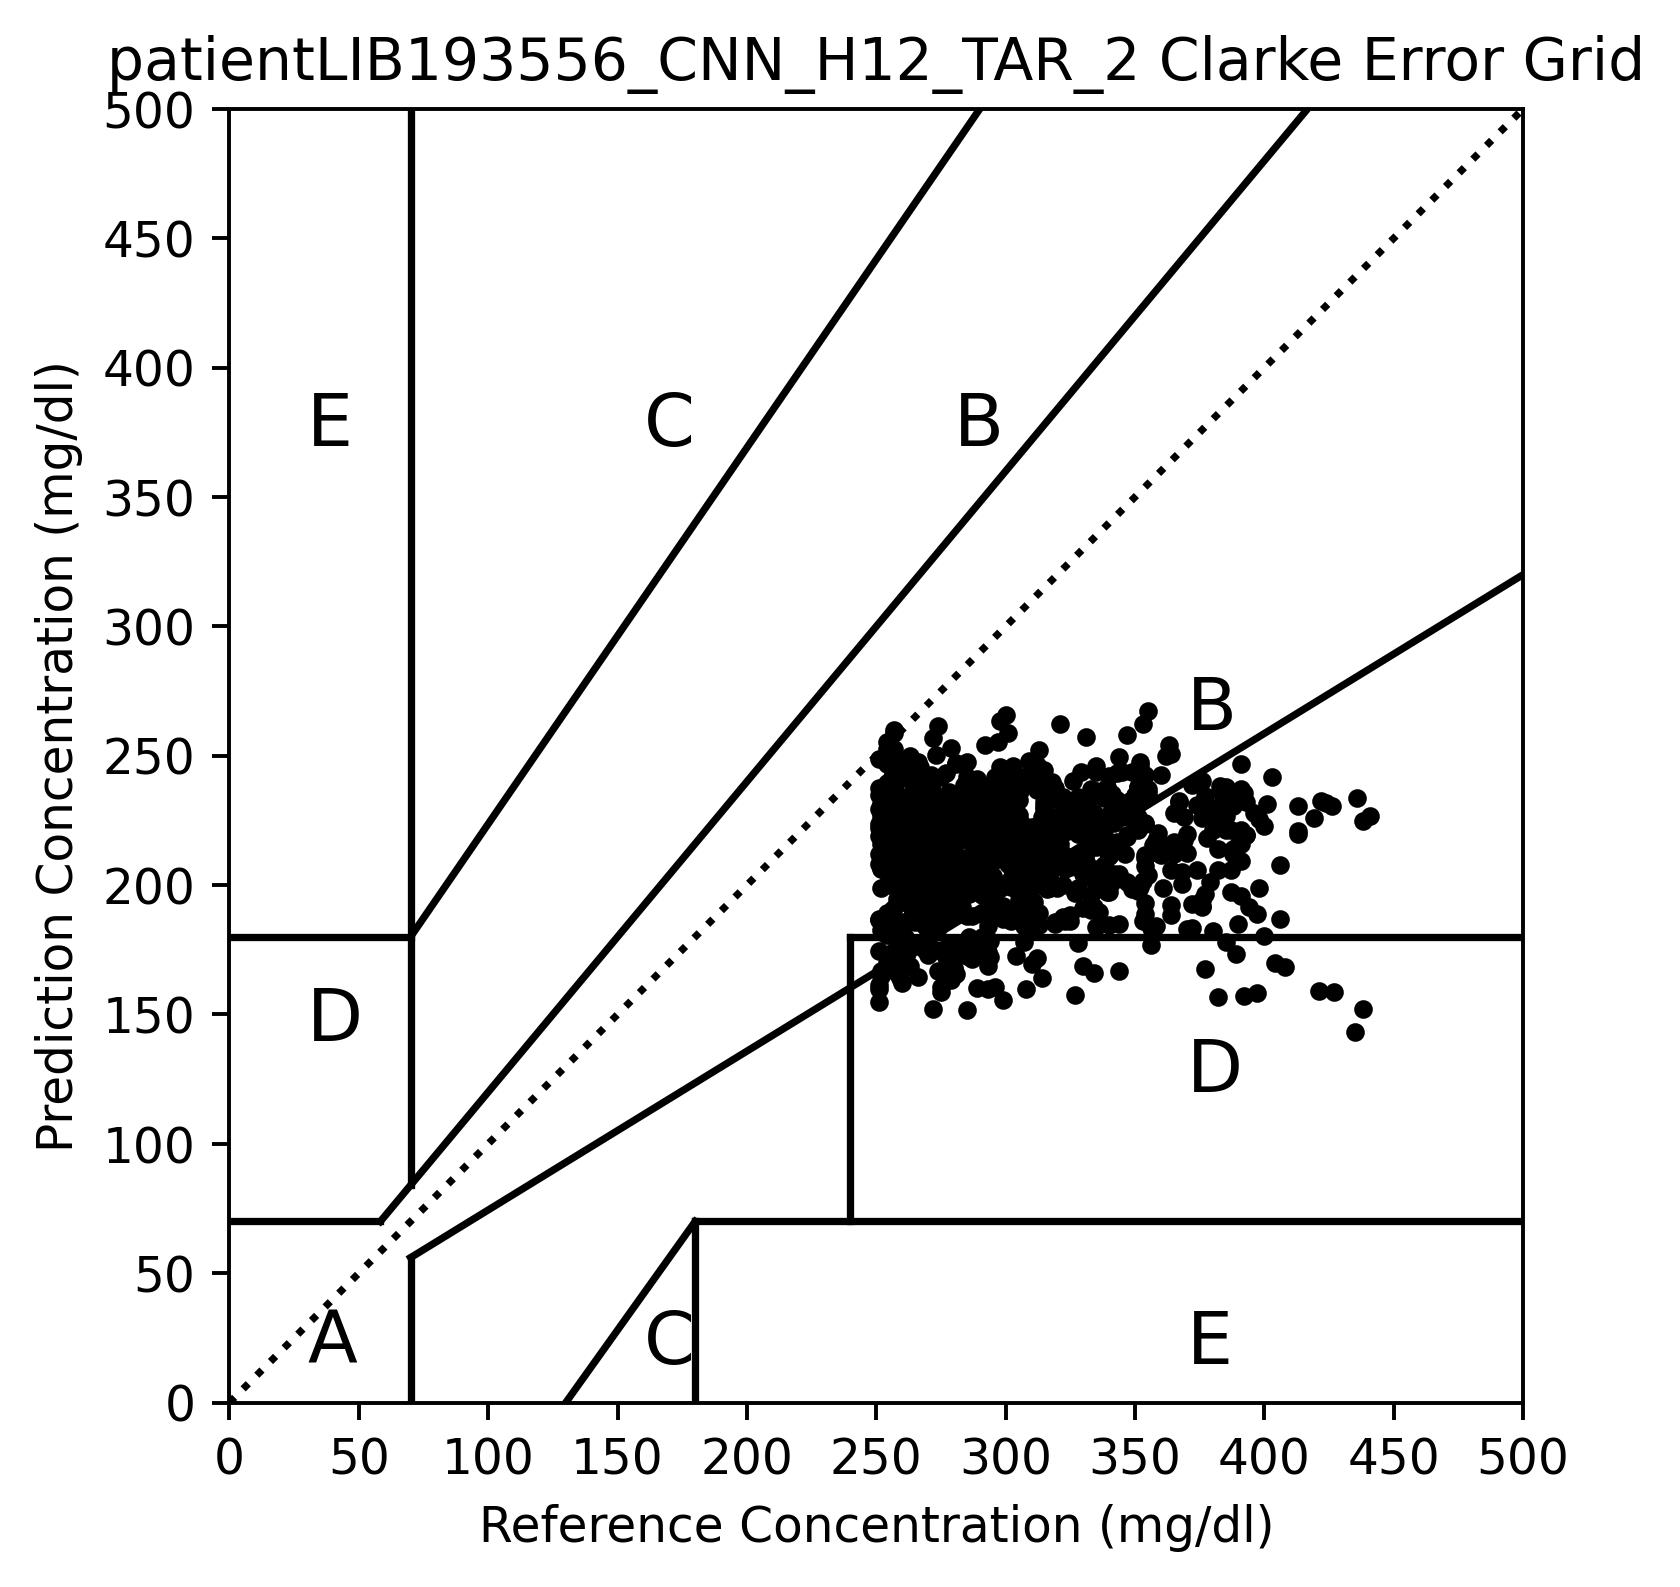 patientLIB193556_CNN_H12_TAR_2 Clarke Error Grid
500
450
400
350
300
250
200
150
100
50
0
Prediction Concentration (mg/dl)
E
C
B
B
D
D
A
C
E
0 50 100 150 200 250 300 350 400 450 500
Reference Concentration (mg/dl)